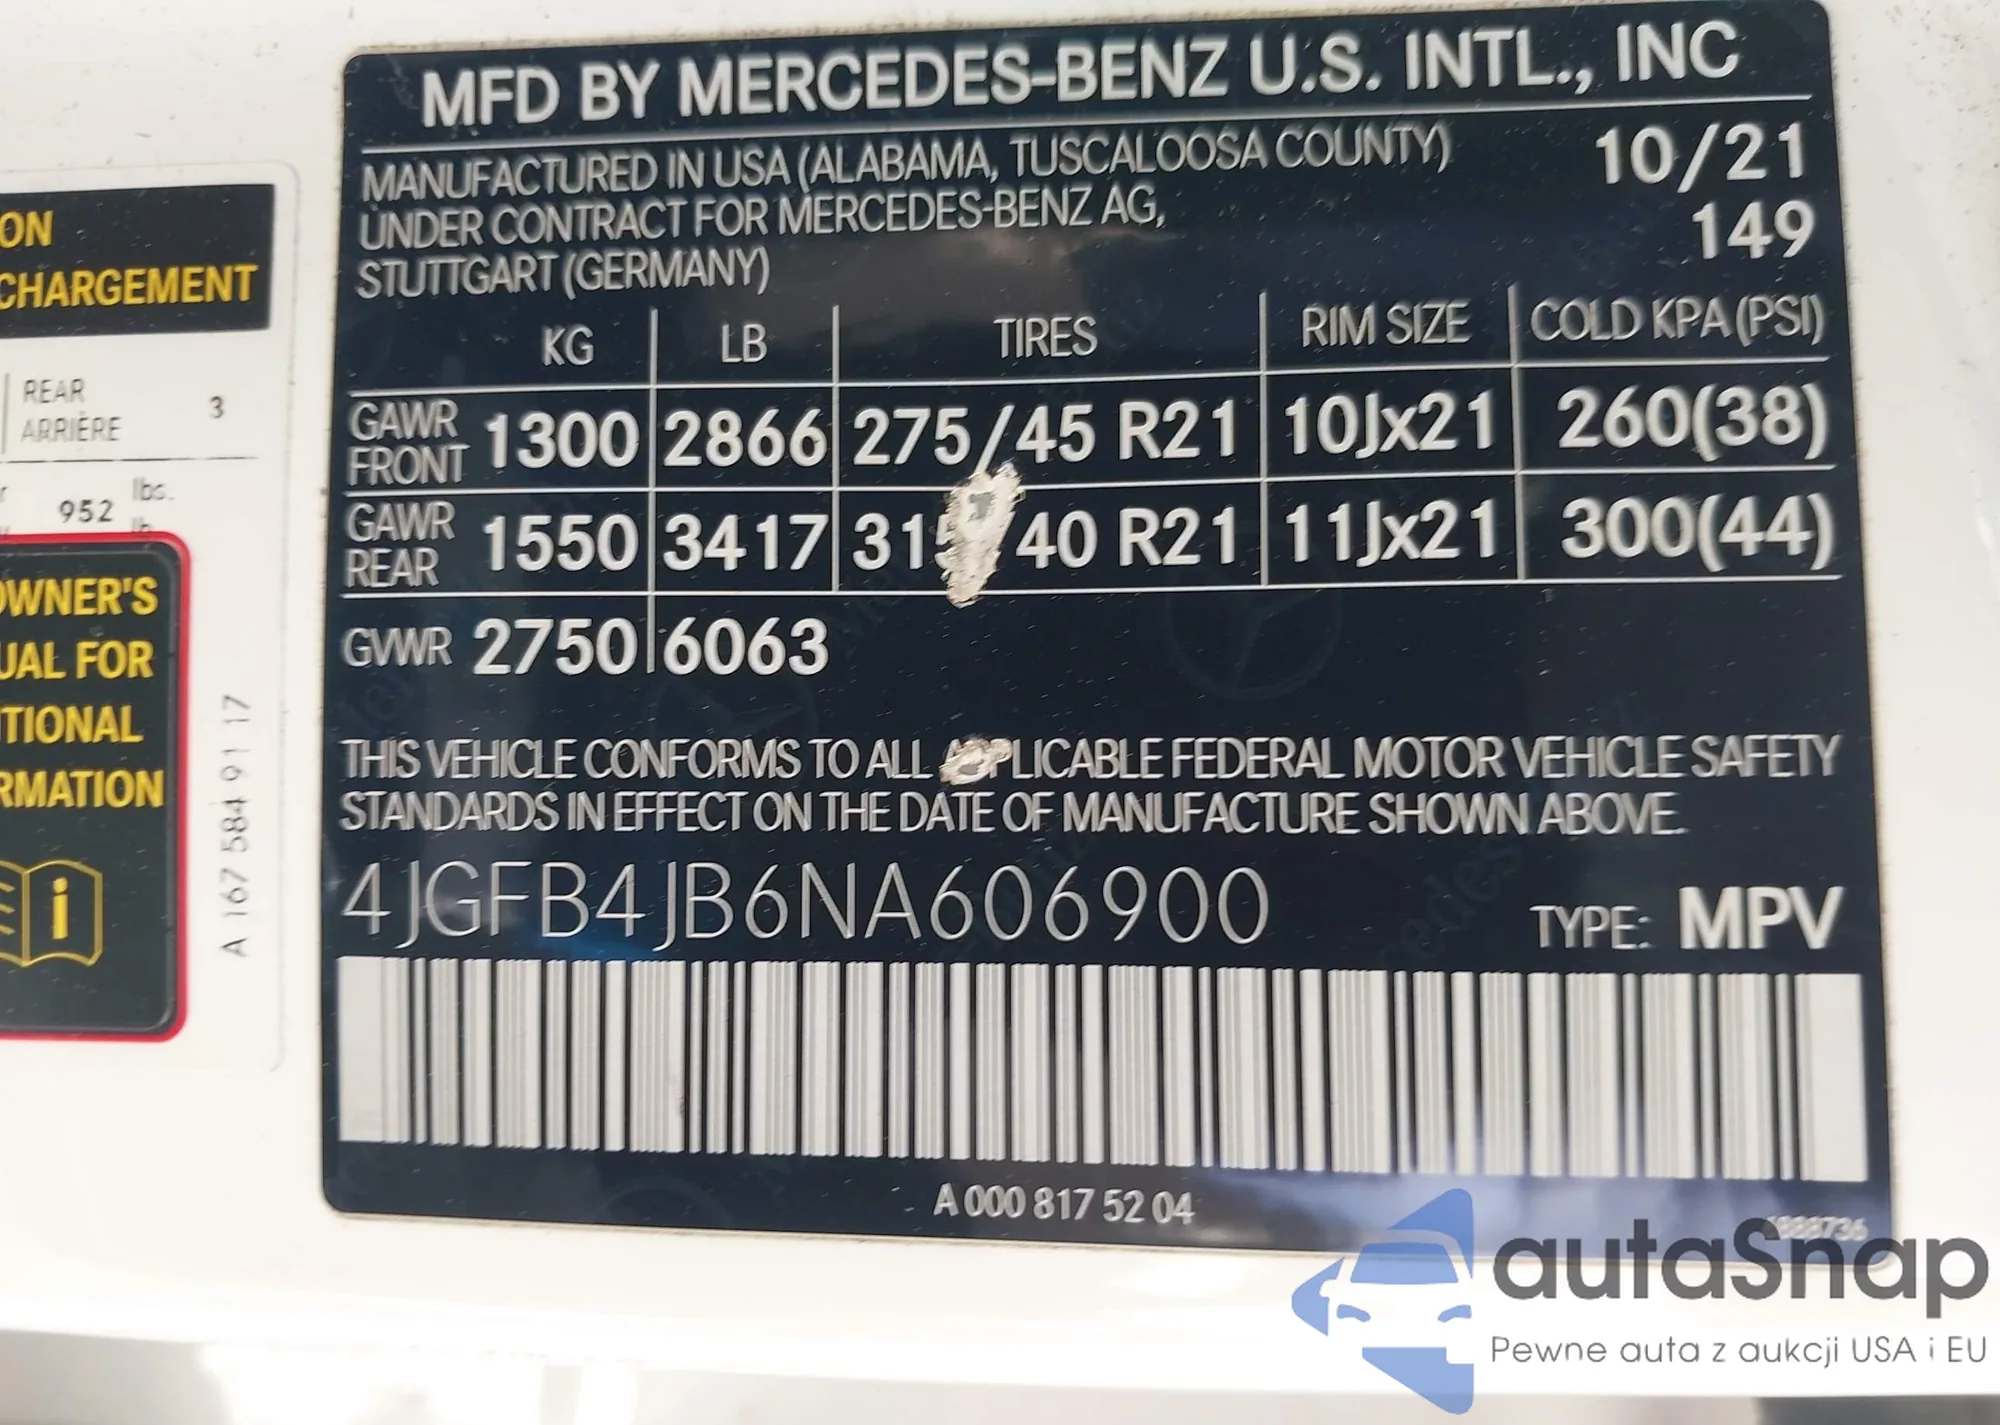 ON
CHARGEMENT
REAR
ARRIÈRE 3
952 lbs.
lb
OWNER'S
UAL FOR
TIONAL
RMATION
i
A 167 584 91 17
MFD BY MERCEDES-BENZ U.S. INTL., INC
MANUFACTURED IN USA (ALABAMA, TUSCALOOSA COUNTY) 10/21
UNDER CONTRACT FOR MERCEDES-BENZ AG, 149
STUTTGART (GERMANY)
KG LB TIRES RIM SIZE COLD KPA (PSI)
GAWR FRONT 1300 2866 275/45 R21 10Jx21 260(38)
GAWR REAR 1550 3417 31 40 R21 11Jx21 300(44)
GVWR 2750 6063
THIS VEHICLE CONFORMS TO ALL APPLICABLE FEDERAL MOTOR VEHICLE SAFETY
STANDARDS IN EFFECT ON THE DATE OF MANUFACTURE SHOWN ABOVE.
4JGFB4JB6NA606900 TYPE: MPV
A 000 817 52 04
autaSnap
Pewne auta z aukcji USA i EU